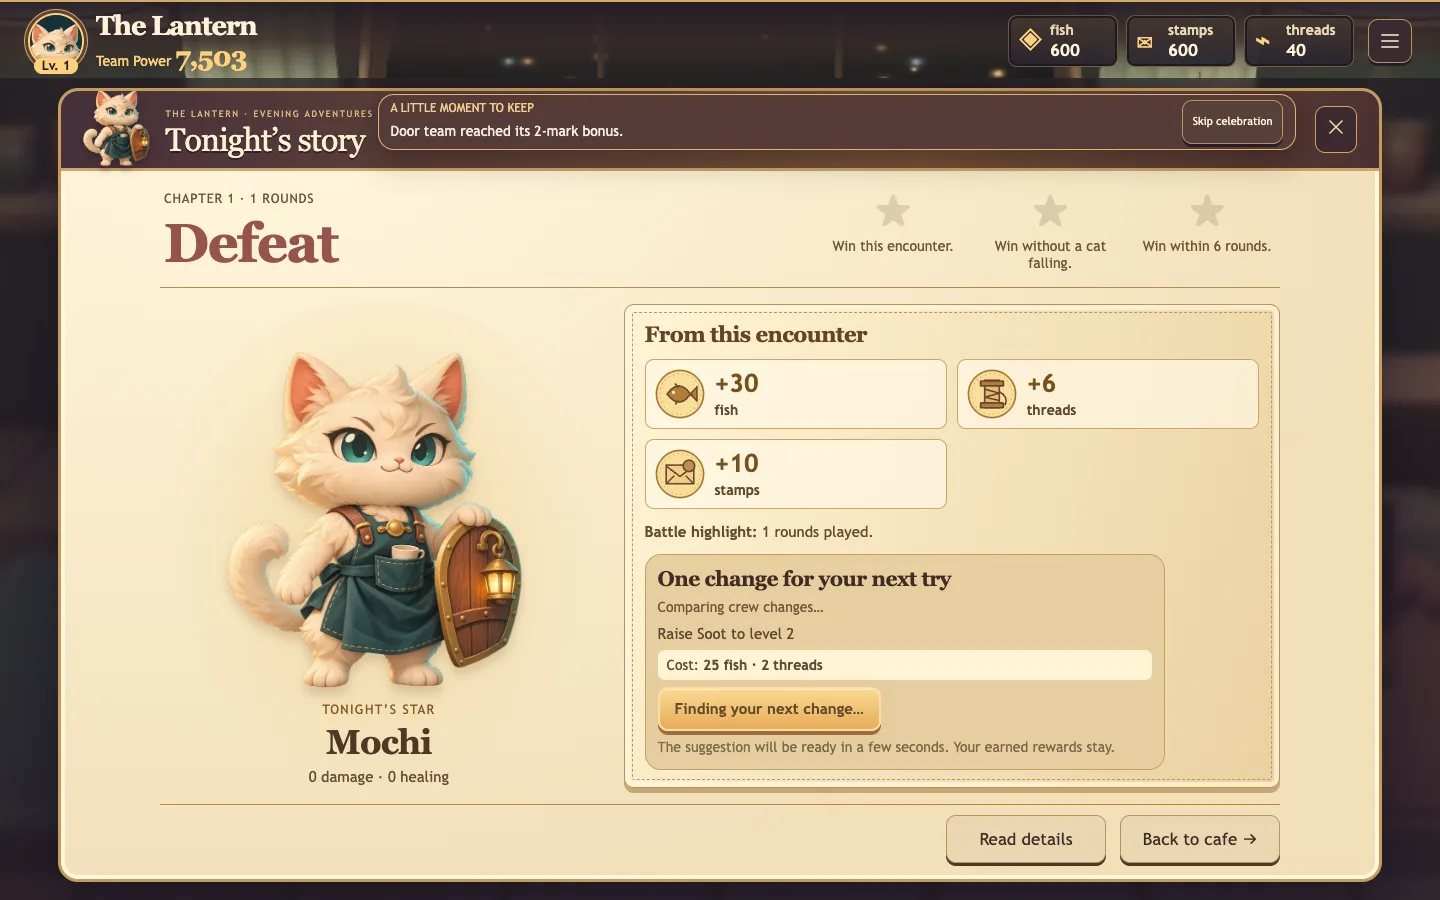 The Lantern
Team Power 7,503
Lv. 1
fish
600
stamps
600
threads
40
THE LANTERN · EVENING ADVENTURES
Tonight's story
A LITTLE MOMENT TO KEEP
Door team reached its 2-mark bonus.
Skip celebration
CHAPTER 1 · 1 ROUNDS
Defeat
Win this encounter.
Win without a cat
falling.
Win within 6 rounds.
TONIGHT'S STAR
Mochi
0 damage · 0 healing
From this encounter
+30
fish
+6
threads
+10
stamps
Battle highlight: 1 rounds played.
One change for your next try
Comparing crew changes…
Raise Soot to level 2
Cost: 25 fish · 2 threads
Finding your next change…
The suggestion will be ready in a few seconds. Your earned rewards stay.
Read details
Back to cafe →